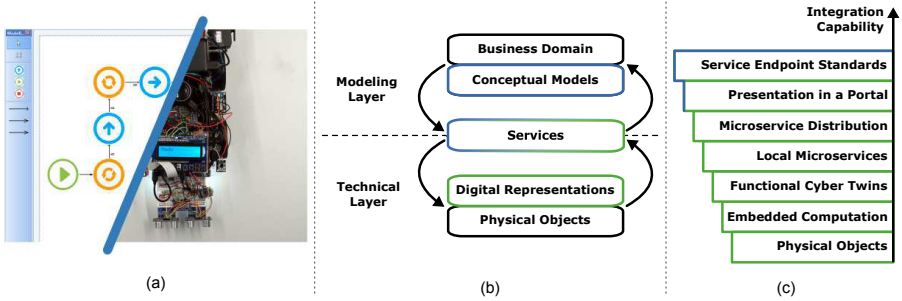 Modeling
Layer
Technical
Layer
Business Domain
Conceptual Models
Services
Digital Representations
Physical Objects
Integration
Capability
Service Endpoint Standards
Presentation in a Portal
Microservice Distribution
Local Microservices
Functional Cyber Twins
Embedded Computation
Physical Objects
(a)
(b)
(c)